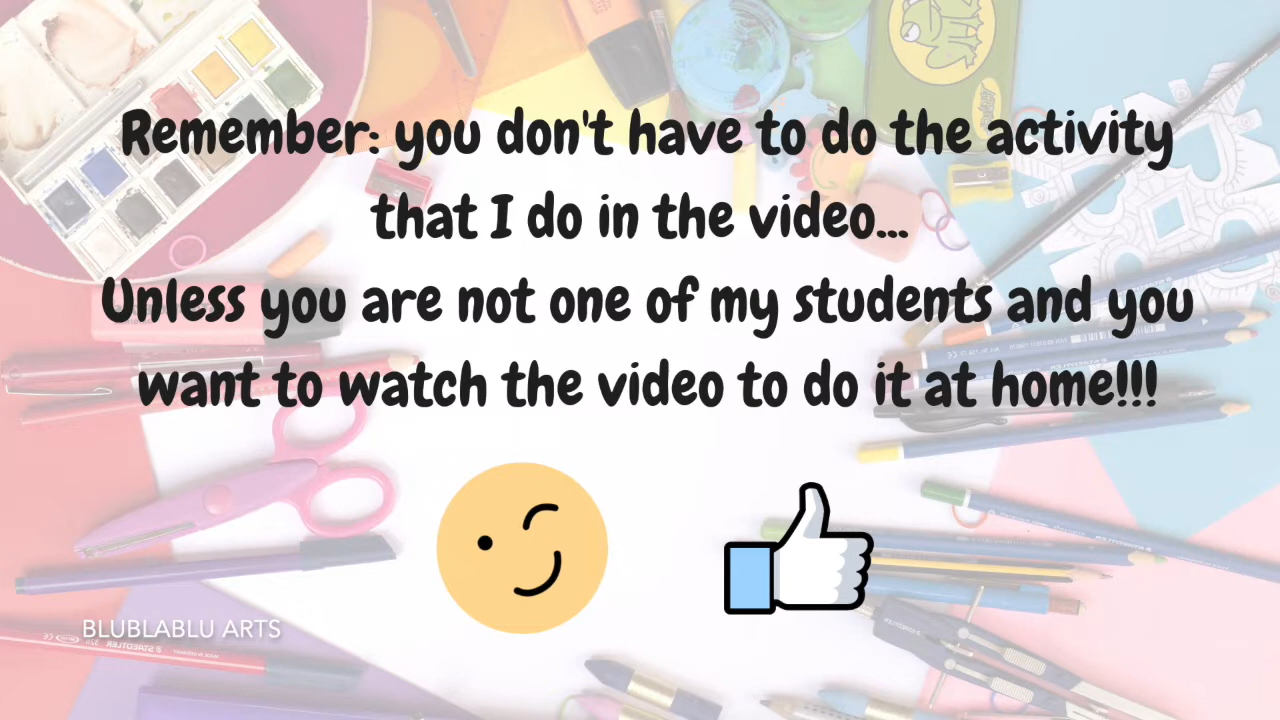 Remember: you don't have to do the activity
that I do in the video...
Unless you are not one of my students and you
want to watch the video to do it at home!!!
BLUBLABLU ARTS